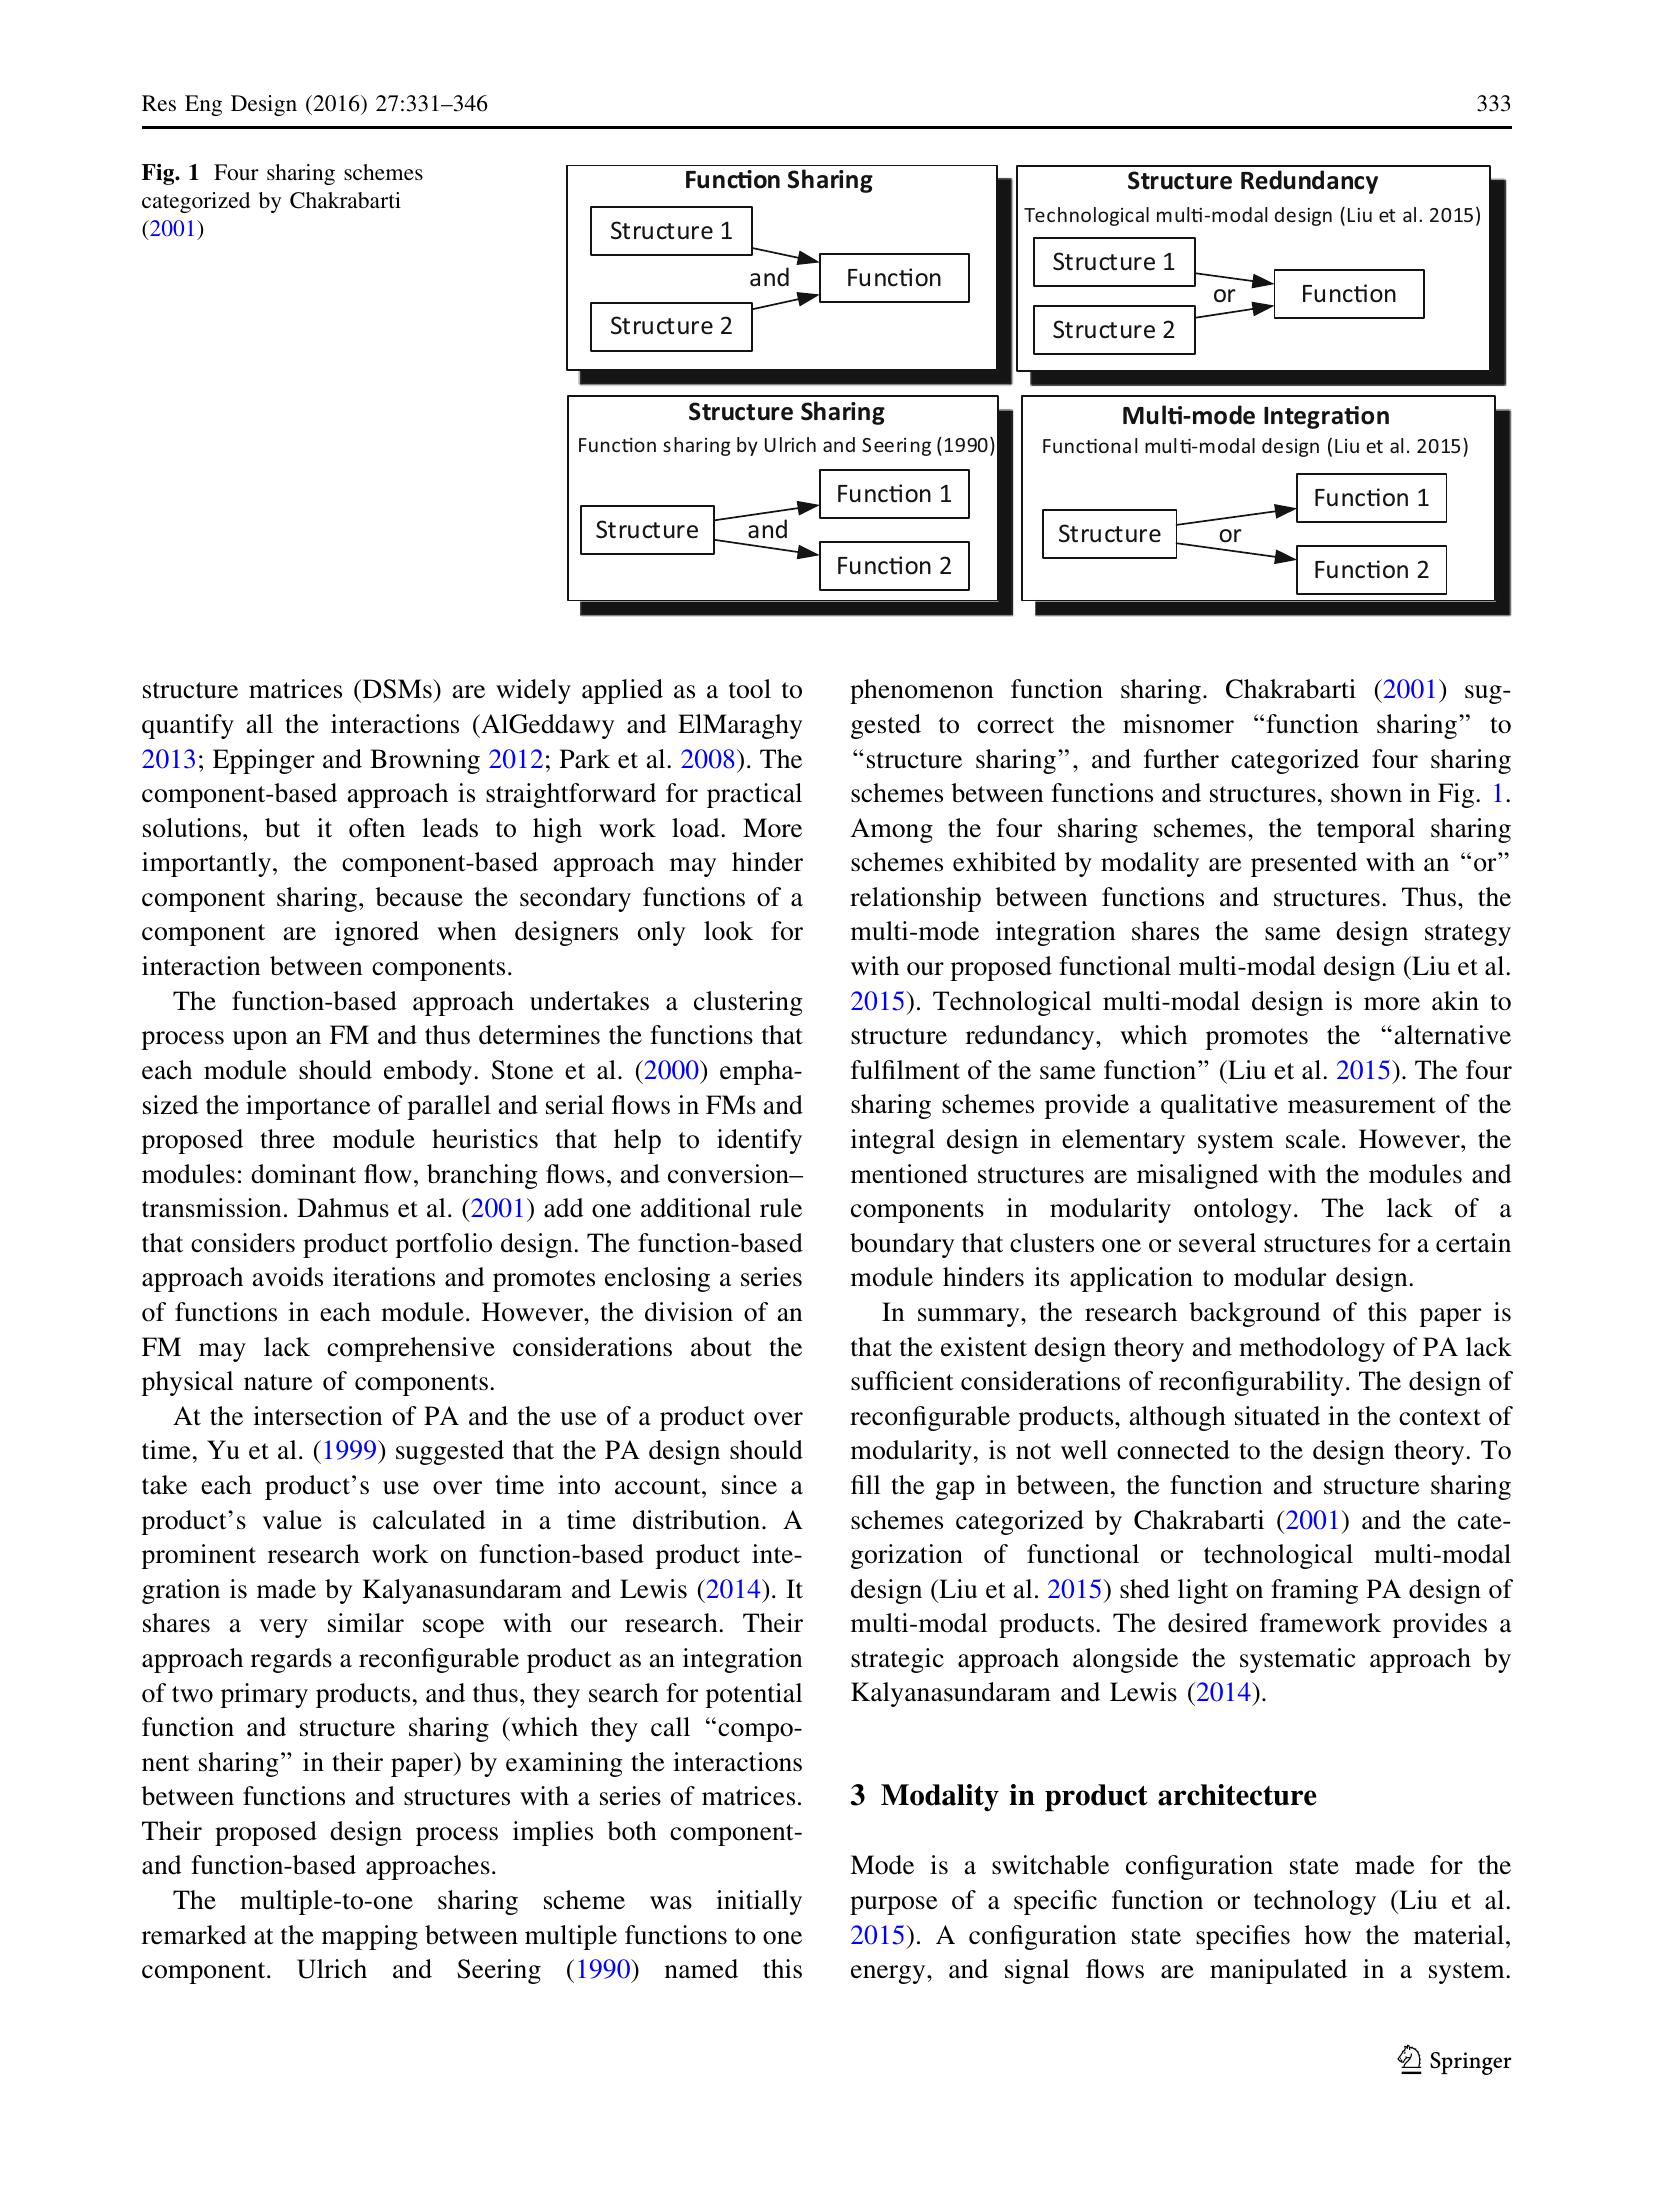 Res Eng Design (2016) 27:331–346 333
Fig. 1 Four sharing schemes
categorized by Chakrabarti
(2001)
Function Sharing
Structure 1
and
Function
Structure 2
Structure Redundancy
Technological multi-modal design (Liu et al. 2015)
Structure 1
or
Function
Structure 2
Structure Sharing
Function sharing by Ulrich and Seering (1990)
Function 1
Structure
and
Function 2
Multi-mode Integration
Functional multi-modal design (Liu et al. 2015)
Function 1
Structure
or
Function 2
structure matrices (DSMs) are widely applied as a tool to
quantify all the interactions (AlGeddawy and ElMaraghy
2013; Eppinger and Browning 2012; Park et al. 2008). The
component-based approach is straightforward for practical
solutions, but it often leads to high work load. More
importantly, the component-based approach may hinder
component sharing, because the secondary functions of a
component are ignored when designers only look for
interaction between components.
The function-based approach undertakes a clustering
process upon an FM and thus determines the functions that
each module should embody. Stone et al. (2000) empha-
sized the importance of parallel and serial flows in FMs and
proposed three module heuristics that help to identify
modules: dominant flow, branching flows, and conversion–
transmission. Dahmus et al. (2001) add one additional rule
that considers product portfolio design. The function-based
approach avoids iterations and promotes enclosing a series
of functions in each module. However, the division of an
FM may lack comprehensive considerations about the
physical nature of components.
At the intersection of PA and the use of a product over
time, Yu et al. (1999) suggested that the PA design should
take each product’s use over time into account, since a
product’s value is calculated in a time distribution. A
prominent research work on function-based product inte-
gration is made by Kalyanasundaram and Lewis (2014). It
shares a very similar scope with our research. Their
approach regards a reconfigurable product as an integration
of two primary products, and thus, they search for potential
function and structure sharing (which they call “compo-
nent sharing” in their paper) by examining the interactions
between functions and structures with a series of matrices.
Their proposed design process implies both component-
and function-based approaches.
The multiple-to-one sharing scheme was initially
remarked at the mapping between multiple functions to one
component. Ulrich and Seering (1990) named this
phenomenon function sharing. Chakrabarti (2001) sug-
gested to correct the misnomer “function sharing” to
“structure sharing”, and further categorized four sharing
schemes between functions and structures, shown in Fig. 1.
Among the four sharing schemes, the temporal sharing
schemes exhibited by modality are presented with an “or”
relationship between functions and structures. Thus, the
multi-mode integration shares the same design strategy
with our proposed functional multi-modal design (Liu et al.
2015). Technological multi-modal design is more akin to
structure redundancy, which promotes the “alternative
fulfilment of the same function” (Liu et al. 2015). The four
sharing schemes provide a qualitative measurement of the
integral design in elementary system scale. However, the
mentioned structures are misaligned with the modules and
components in modularity ontology. The lack of a
boundary that clusters one or several structures for a certain
module hinders its application to modular design.
In summary, the research background of this paper is
that the existent design theory and methodology of PA lack
sufficient considerations of reconfigurability. The design of
reconfigurable products, although situated in the context of
modularity, is not well connected to the design theory. To
fill the gap in between, the function and structure sharing
schemes categorized by Chakrabarti (2001) and the cate-
gorization of functional or technological multi-modal
design (Liu et al. 2015) shed light on framing PA design of
multi-modal products. The desired framework provides a
strategic approach alongside the systematic approach by
Kalyanasundaram and Lewis (2014).
3 Modality in product architecture
Mode is a switchable configuration state made for the
purpose of a specific function or technology (Liu et al.
2015). A configuration state specifies how the material,
energy, and signal flows are manipulated in a system.
Springer